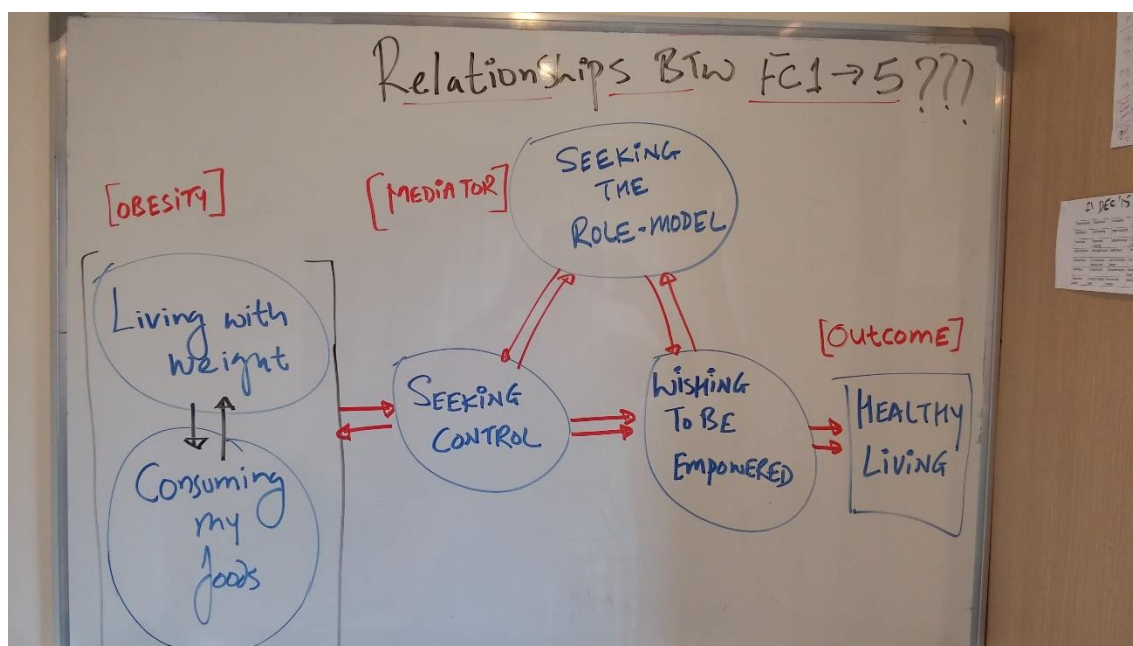 Relationships BTW FC1→5???
[OBESITY]
[MEDIATOR]
SEEKING
THE
ROLE-MODEL
Living with
Weight
Consuming
my
foods
SEEKING
CONTROL
WISHING
TO BE
EMPOWERED
[OUTCOME]
HEALTHY
LIVING
21 DEC'15